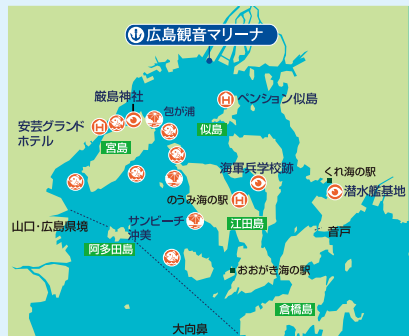 広島観音マリーナ
厳島神社
包が浦
ペンション似島
安芸グランド
ホテル
似島
宮島
海軍兵学校跡
くれ海の駅
潜水艦基地
のうみ海の駅
サンビーチ
沖美
江田島
山口・広島県境
音戸
阿多田島
おおがき海の駅
倉橋島
大向鼻